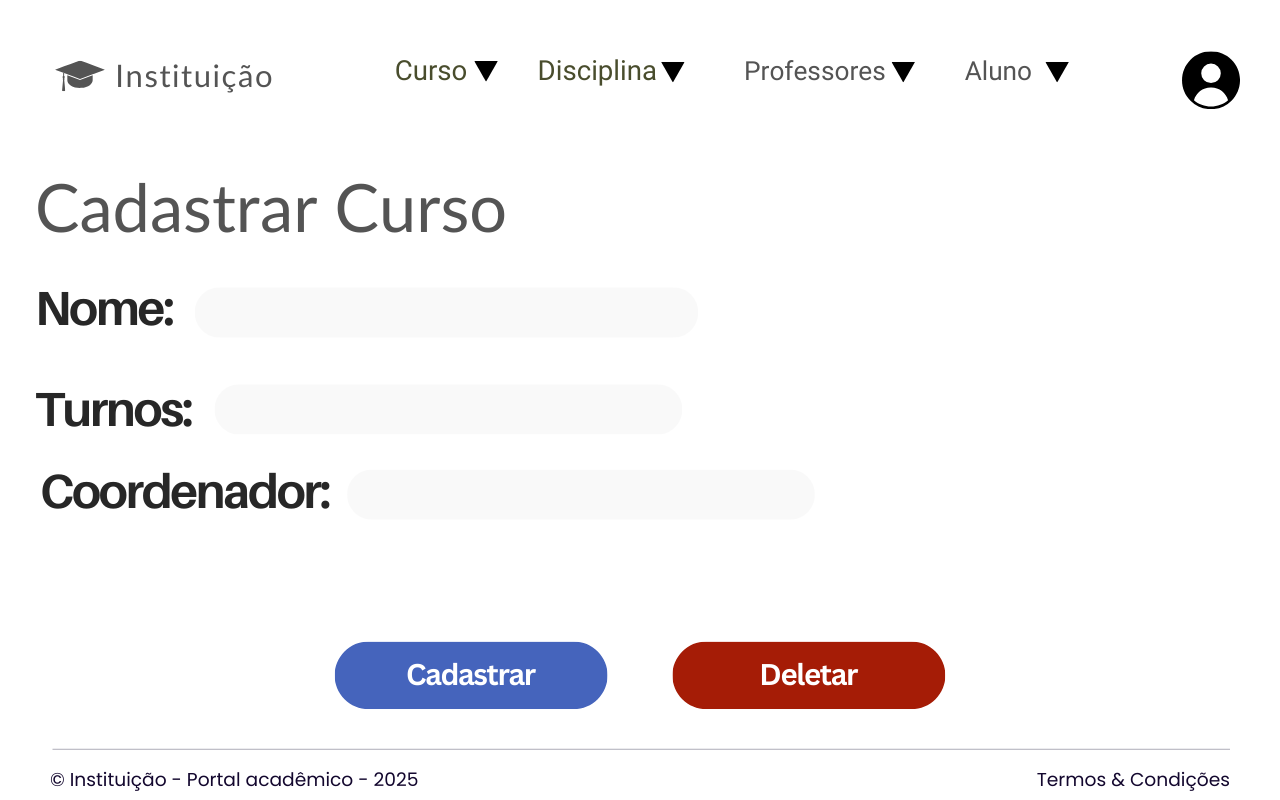 Instituição
Curso Disciplina Professores Aluno
Cadastrar Curso
Nome:
Turnos:
Coordenador:
Cadastrar Deletar
© Instituição - Portal acadêmico - 2025 Termos & Condições